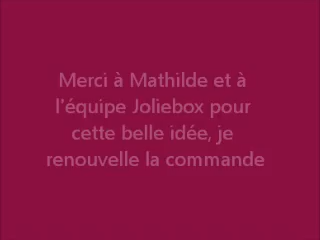 Merci à Mathilde et à
l'équipe Joliebox pour
cette belle idée, je
renouvelle la commande